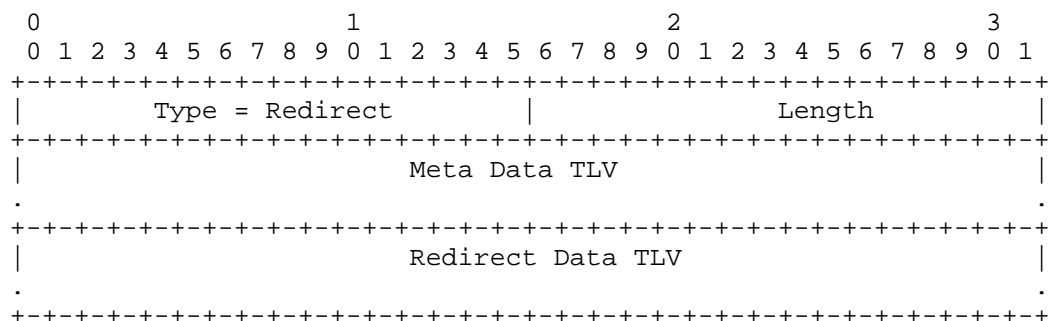 0                   1                   2                   3
 0 1 2 3 4 5 6 7 8 9 0 1 2 3 4 5 6 7 8 9 0 1 2 3 4 5 6 7 8 9 0 1
+-+-+-+-+-+-+-+-+-+-+-+-+-+-+-+-+-+-+-+-+-+-+-+-+-+-+-+-+-+-+-+-+
|        Type = Redirect        |               Length          |
+-+-+-+-+-+-+-+-+-+-+-+-+-+-+-+-+-+-+-+-+-+-+-+-+-+-+-+-+-+-+-+-+
|                        Meta Data TLV                          |
.                                                               .
+-+-+-+-+-+-+-+-+-+-+-+-+-+-+-+-+-+-+-+-+-+-+-+-+-+-+-+-+-+-+-+-+
|                        Redirect Data TLV                      |
.                                                               .
+-+-+-+-+-+-+-+-+-+-+-+-+-+-+-+-+-+-+-+-+-+-+-+-+-+-+-+-+-+-+-+-+